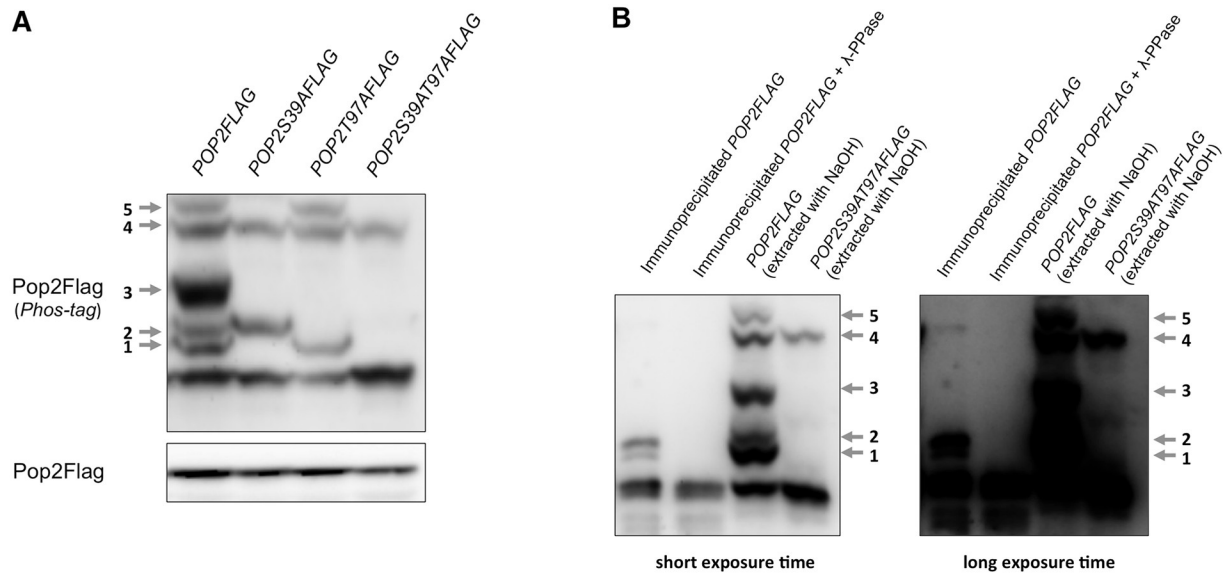 A
POP2FLAG
POP2S39AFLAG
POP2T97AFLAG
POP2S39AT97AFLAG
5
4
3
2
1
Pop2Flag
(Phos-tag)
Pop2Flag
B
Immunoprecipitated POP2FLAG
Immunoprecipitated POP2FLAG + λ-PPase
POP2FLAG
(extracted with NaOH)
POP2S39AT97AFLAG
(extracted with NaOH)
5
4
3
2
1
short exposure time
Immunoprecipitated POP2FLAG
Immunoprecipitated POP2FLAG + λ-PPase
POP2FLAG
(extracted with NaOH)
POP2S39AT97AFLAG
(extracted with NaOH)
5
4
3
2
1
long exposure time